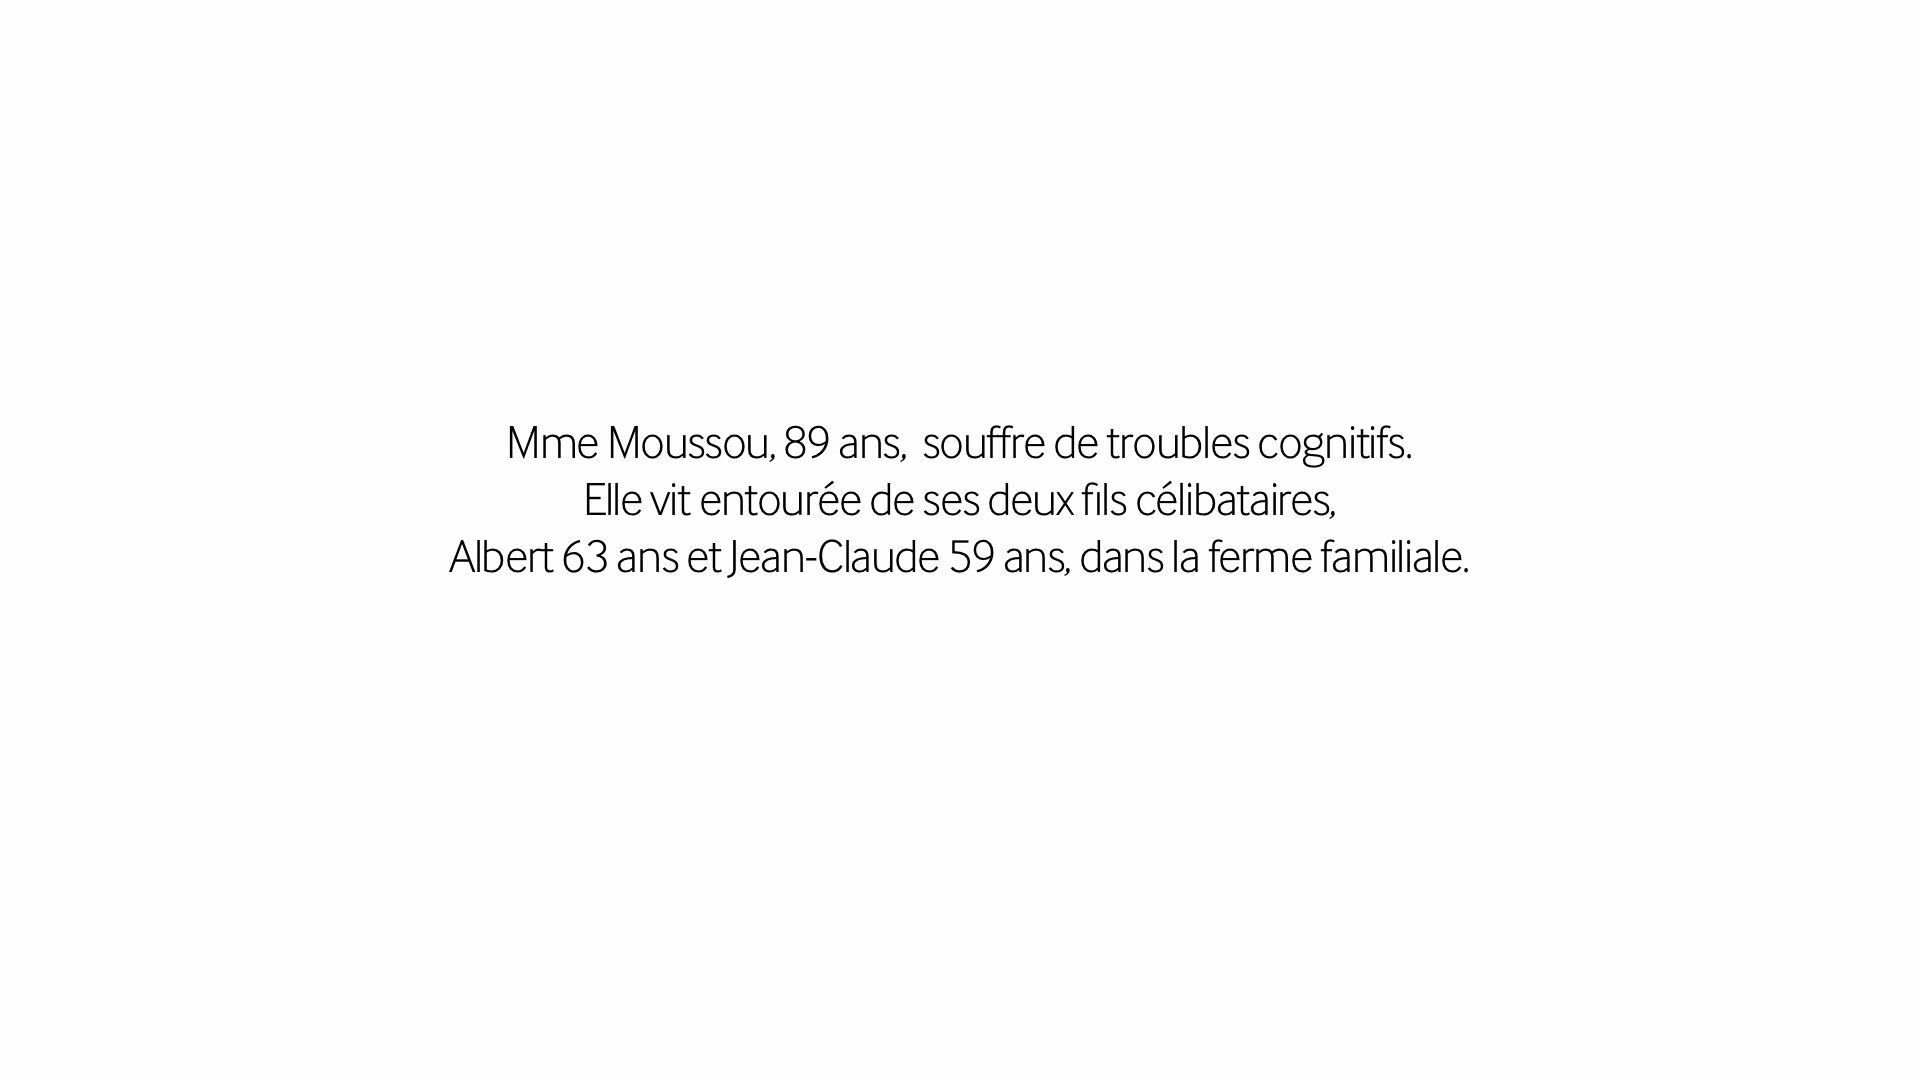 Mme Moussou, 89 ans,  souffre de troubles cognitifs.
Elle vit entourée de ses deux fils célibataires,
Albert 63 ans et Jean-Claude 59 ans, dans la ferme familiale.